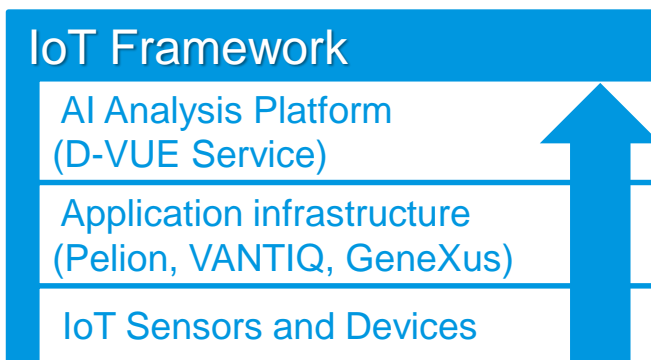 IoT Framework
AI Analysis Platform
(D-VUE Service)
Application infrastructure
(Pelion, VANTIQ, GeneXus)
IoT Sensors and Devices